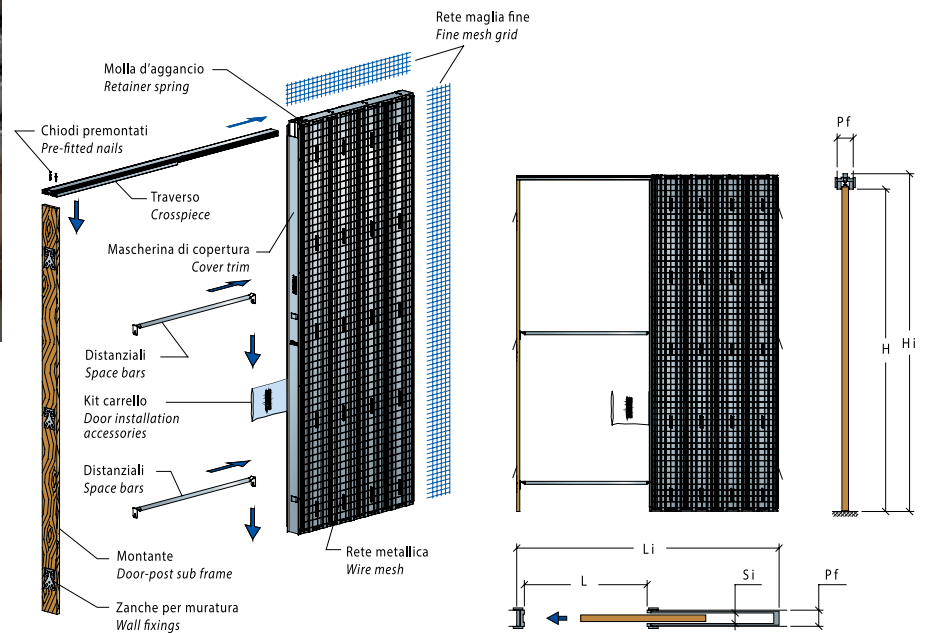 Rete maglia fine
Fine mesh grid
Molla d'aggancio
Retainer spring
Chiodi premontati
Pre-fitted nails
Traverso
Crosspiece
Mascherina di copertura
Cover trim
Distanziali
Space bars
Kit carrello
Door installation
accessories
Distanziali
Space bars
Montante
Door-post sub frame
Zanche per muratura
Wall fixings
Rete metallica
Wire mesh
Pf
H
Hi
Li
L
Si
Pf